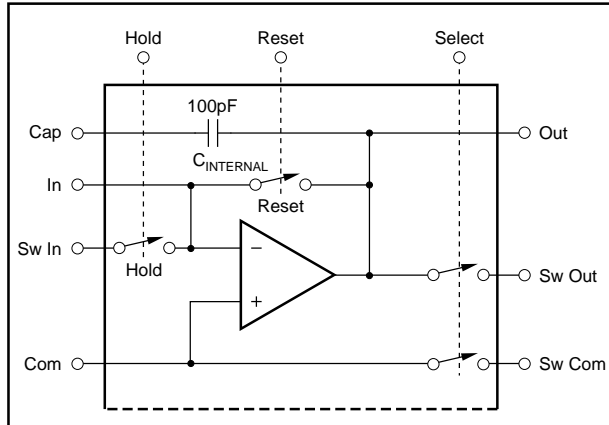 Hold Reset Select
100pF
Cap Out
C_INTERNAL
In
Reset
Sw In
Hold
−
+
Sw Out
Com Sw Com